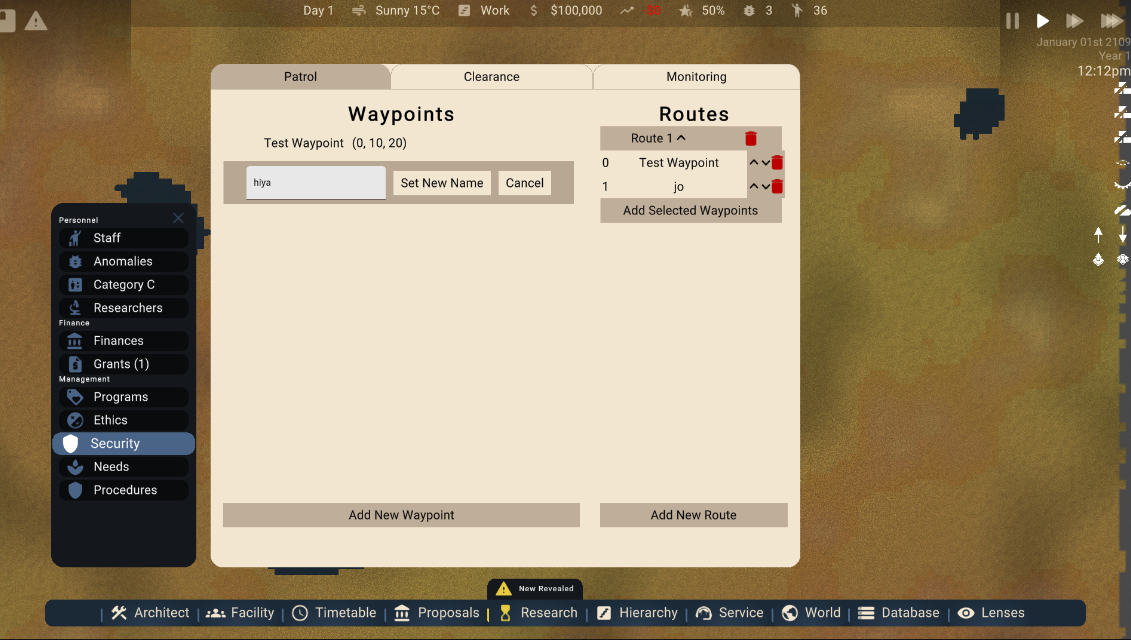 Day 1 Sunny 15°C Work $ $100,000 50% 3 36
January 01st 2109
Year 1
12:12pm
Patrol Clearance Monitoring
Waypoints
Test Waypoint (0, 10, 20)
hiya Set New Name Cancel
Add New Waypoint
Routes
Route 1
0 Test Waypoint
1 jo
Add Selected Waypoints
Add New Route
Personnel
Staff
Anomalies
Category C
Researchers
Finance
Finances
Grants (1)
Management
Programs
Ethics
Security
Needs
Procedures
New Revealed
Architect Facility Timetable Proposals Research Hierarchy Service World Database Lenses